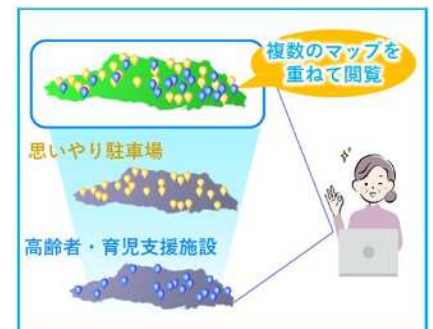 複数のマップを
重ねて閲覧
思いやり駐車場
高齢者・育児支援施設